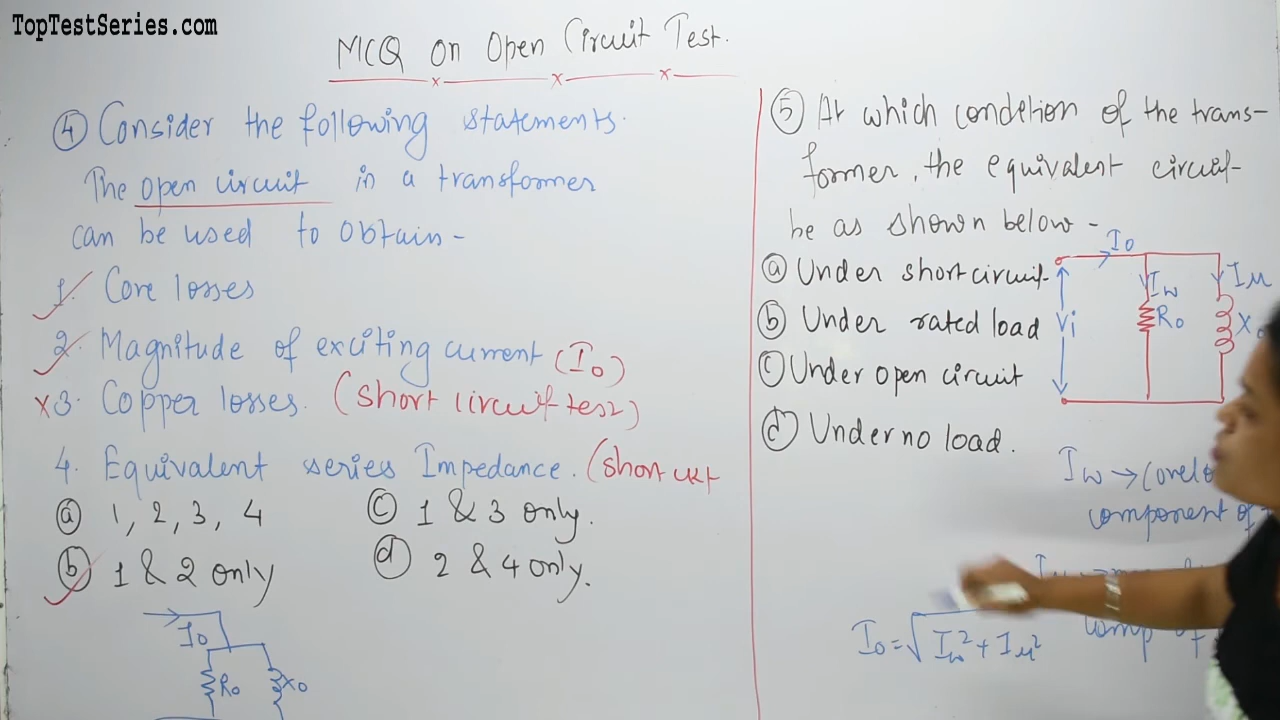 TopTestSeries.com
MCQ on Open Circuit Test.
④ Consider the following statements.
The open circuit in a transformer
can be used to obtain -
1. Core losses
2. Magnitude of exciting current (I₀)
x3. Copper losses. (short circuit test)
4. Equivalent series Impedance. (short ckt
ⓐ 1, 2, 3, 4
ⓒ 1 & 3 only.
ⓑ 1 & 2 only
ⓓ 2 & 4 only.
I₀
R₀ X₀
⑤ At which condition of the trans-
former, the equivalent circuit
be as shown below -
ⓐ Under short circuit
ⓑ Under rated load
ⓒ Under open circuit
ⓓ Under no load.
I₀
Iw Iμ
Vi R₀ X₀
Iw →
component of
comp of
I₀ = √Iw² + Iμ²